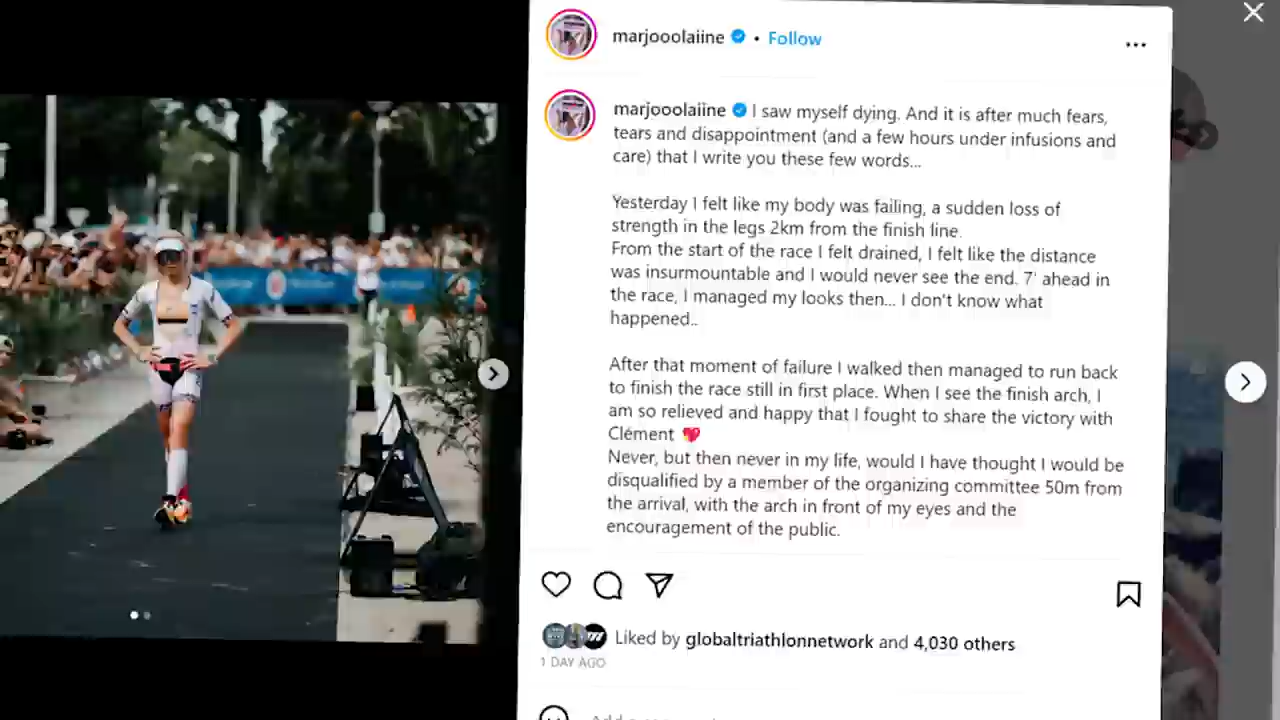 marjooolaiine • Follow
marjooolaiine I saw myself dying. And it is after much fears,
tears and disappointment (and a few hours under infusions and
care) that I write you these few words...
Yesterday I felt like my body was failing, a sudden loss of
strength in the legs 2km from the finish line.
From the start of the race I felt drained, I felt like the distance
was insurmountable and I would never see the end. 7' ahead in
the race, I managed my looks then... I don't know what
happened..
After that moment of failure I walked then managed to run back
to finish the race still in first place. When I see the finish arch, I
am so relieved and happy that I fought to share the victory with
Clément 💖
Never, but then never in my life, would I have thought I would be
disqualified by a member of the organizing committee 50m from
the arrival, with the arch in front of my eyes and the
encouragement of the public.
Liked by globaltriathlonnetwork and 4,030 others
1 DAY AGO